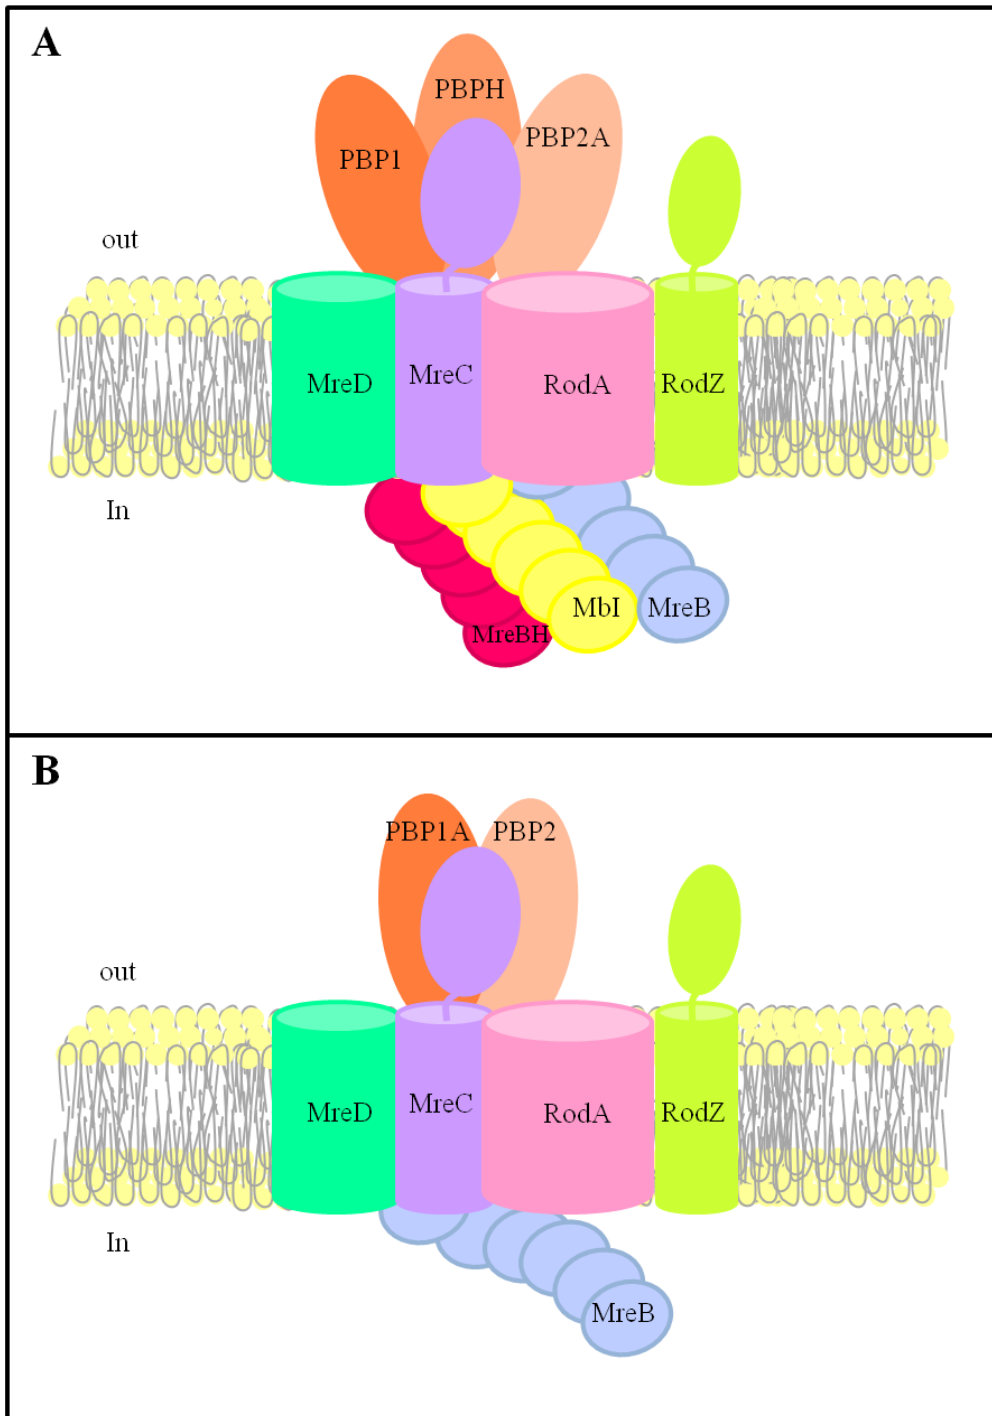 A
PBPH
PBP2A
PBP1
out
MreC
MreD
RodA
RodZ
In
MbI
MreB
MreBH
B
PBP1A
PBP2
out
MreC
MreD
RodA
RodZ
In
MreB